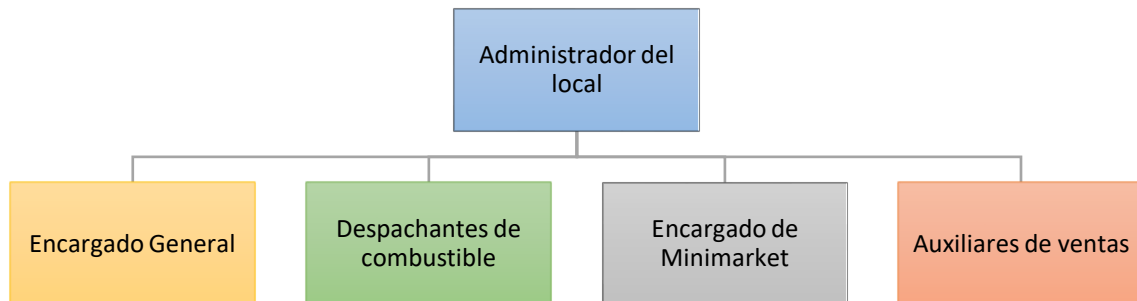 Administrador del
local
Encargado General
Despachantes de
combustible
Encargado de
Minimarket
Auxiliares de ventas